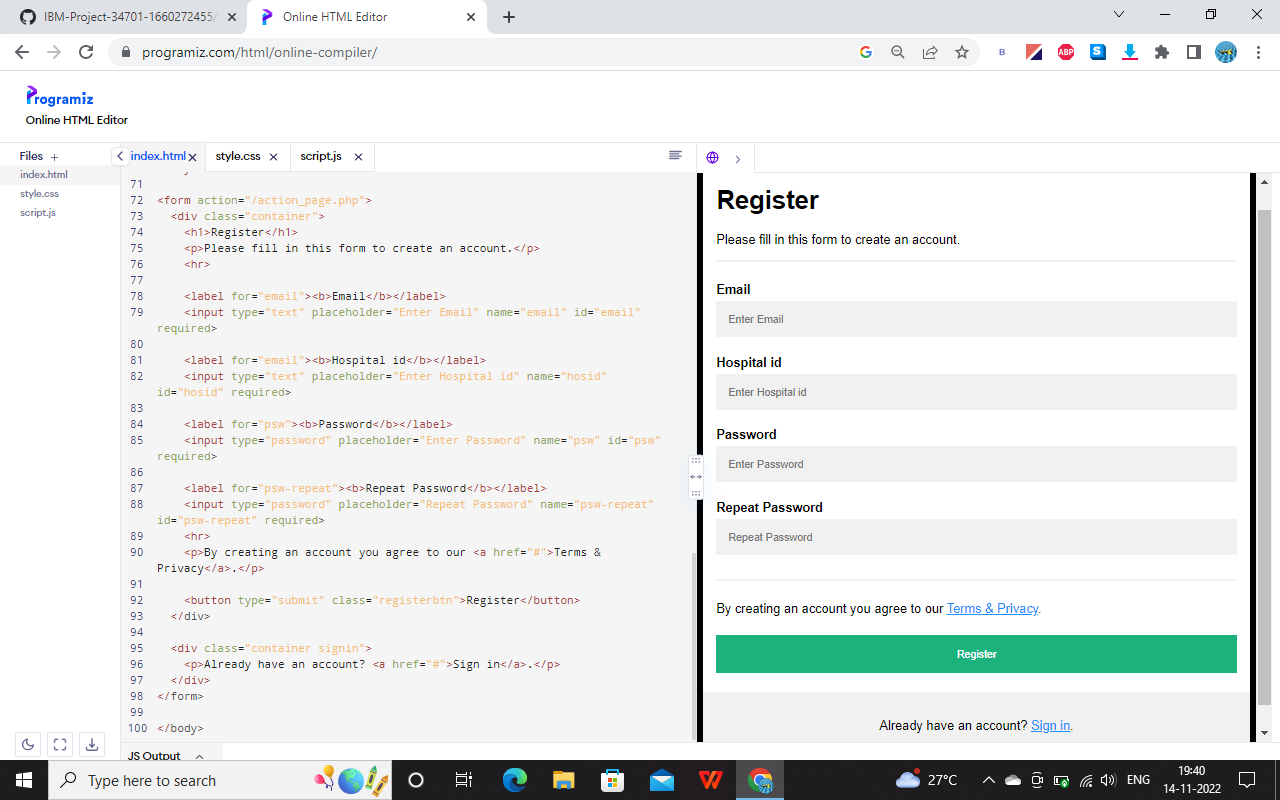 IBM-Project-34701-1660272455/
Online HTML Editor
programiz.com/html/online-compiler/
B
ABP
S
Programiz
Online HTML Editor
Files +
index.html
style.css
script.js
index.html
style.css
script.js
71
72 <form action="/action_page.php">
73 <div class="container">
74 <h1>Register</h1>
75 <p>Please fill in this form to create an account.</p>
76 <hr>
77
78 <label for="email"><b>Email</b></label>
79 <input type="text" placeholder="Enter Email" name="email" id="email"
required>
80
81 <label for="email"><b>Hospital id</b></label>
82 <input type="text" placeholder="Enter Hospital id" name="hosid"
id="hosid" required>
83
84 <label for="psw"><b>Password</b></label>
85 <input type="password" placeholder="Enter Password" name="psw" id="psw"
required>
86
87 <label for="psw-repeat"><b>Repeat Password</b></label>
88 <input type="password" placeholder="Repeat Password" name="psw-repeat"
id="psw-repeat" required>
89 <hr>
90 <p>By creating an account you agree to our <a href="#">Terms &
Privacy</a>.</p>
91
92 <button type="submit" class="registerbtn">Register</button>
93 </div>
94
95 <div class="container signin">
96 <p>Already have an account? <a href="#">Sign in</a>.</p>
97 </div>
98 </form>
99
100 </body>
JS Output
Register
Please fill in this form to create an account.
Email
Enter Email
Hospital id
Enter Hospital id
Password
Enter Password
Repeat Password
Repeat Password
By creating an account you agree to our Terms & Privacy.
Register
Already have an account? Sign in.
Type here to search
27°C
ENG
19:40
14-11-2022